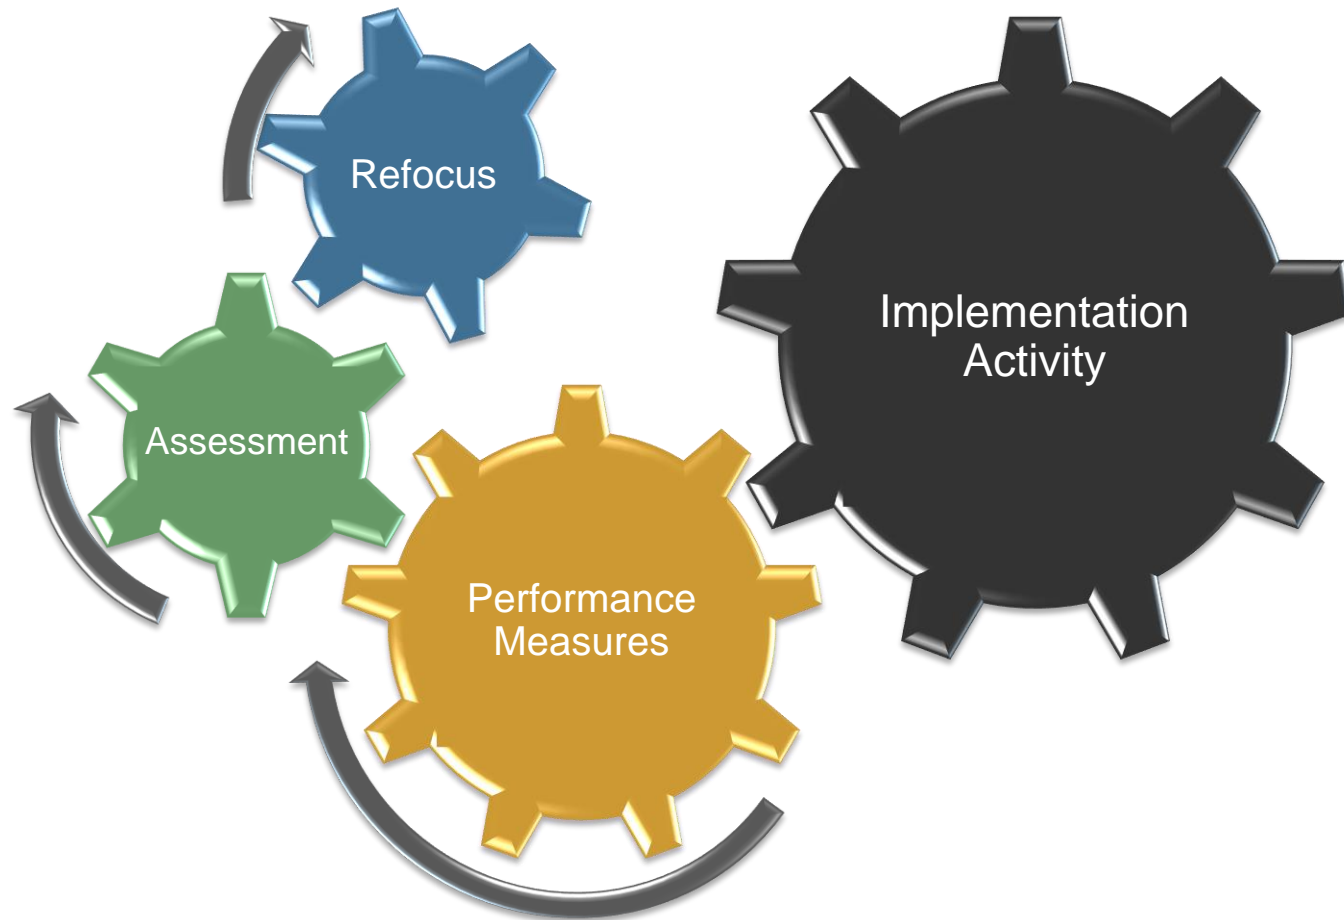 Refocus
Implementation
Activity
Assessment
Performance
Measures